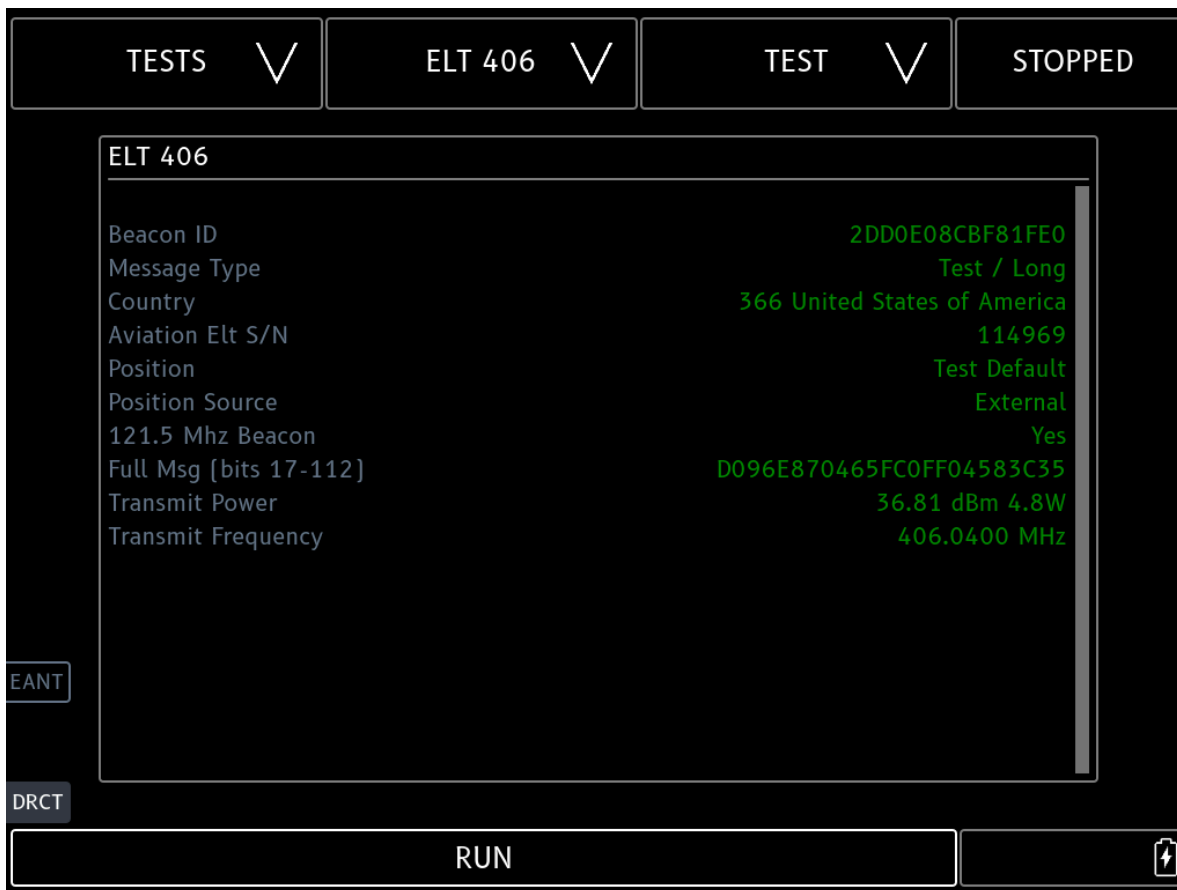 TESTS ELT 406 TEST STOPPED
ELT 406
Beacon ID 2DD0E08CBF81FE0
Message Type Test / Long
Country 366 United States of America
Aviation Elt S/N 114969
Position Test Default
Position Source External
121.5 Mhz Beacon Yes
Full Msg (bits 17-112) D096E870465FC0FF04583C35
Transmit Power 36.81 dBm 4.8W
Transmit Frequency 406.0400 MHz
EANT
DRCT
RUN